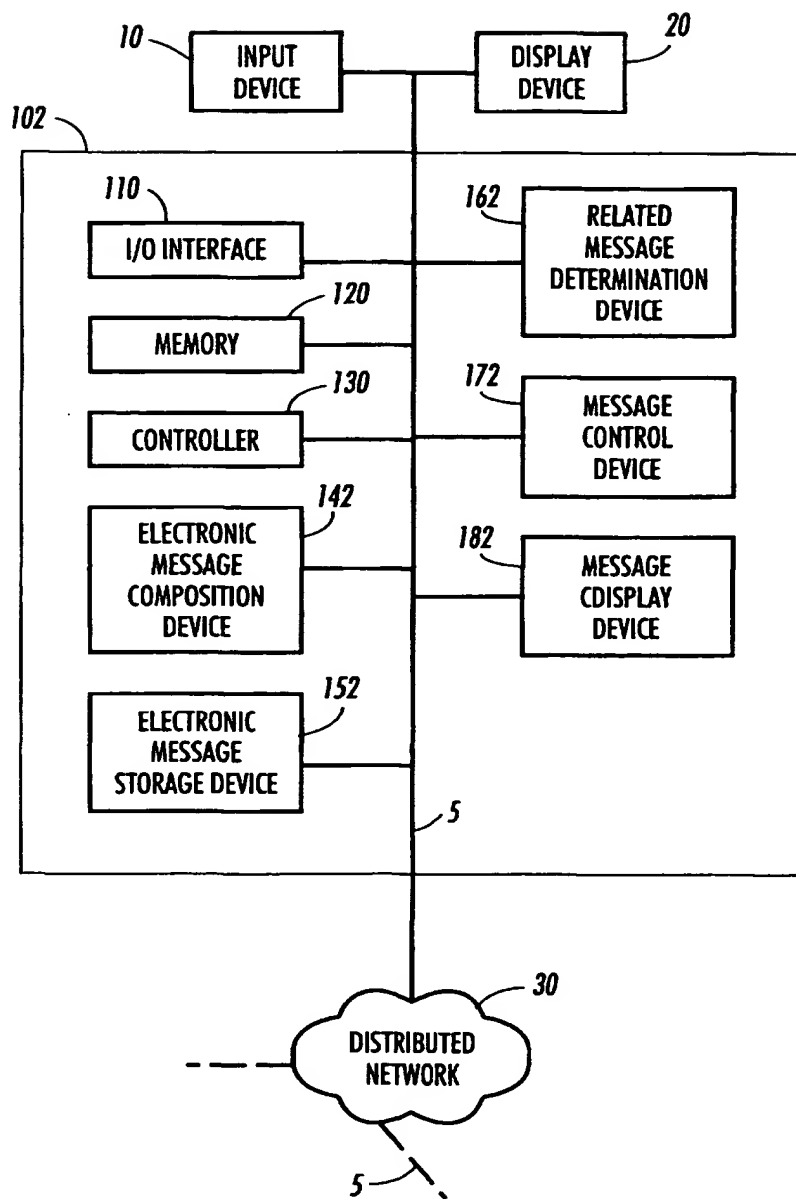 10
INPUT
DEVICE
DISPLAY
DEVICE
20
102
110
I/O INTERFACE
120
MEMORY
130
CONTROLLER
142
ELECTRONIC
MESSAGE
COMPOSITION
DEVICE
152
ELECTRONIC
MESSAGE
STORAGE DEVICE
162
RELATED
MESSAGE
DETERMINATION
DEVICE
172
MESSAGE
CONTROL
DEVICE
182
MESSAGE
CDISPLAY
DEVICE
5
30
DISTRIBUTED
NETWORK
5